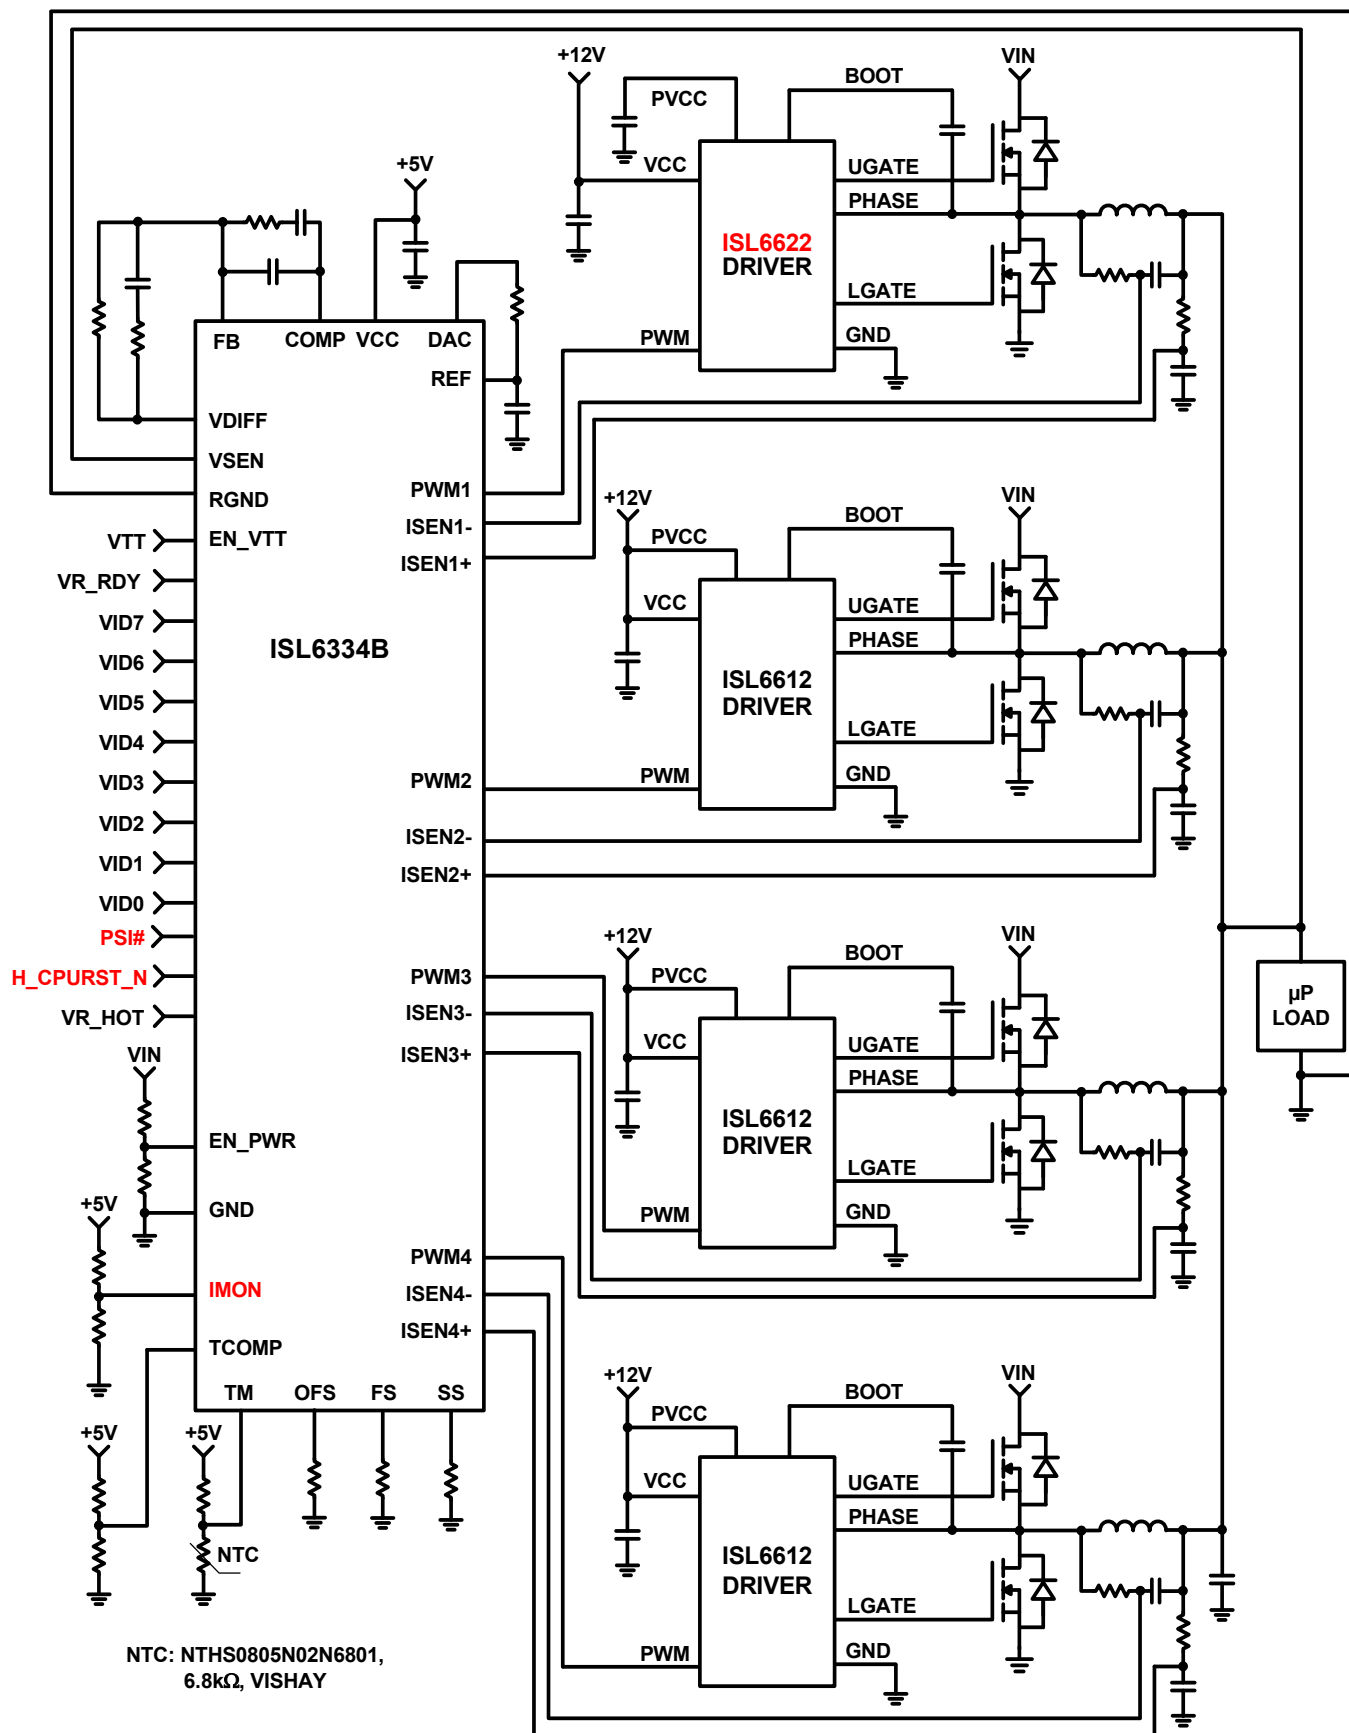 +12V
PVCC
BOOT
VIN
VCC
UGATE
PHASE
ISL6622
DRIVER
LGATE
GND
PWM
+5V
FB
COMP
VCC
DAC
REF
VDIFF
VSEN
RGND
EN_VTT
VTT
VR_RDY
VID7
VID6
VID5
VID4
VID3
VID2
VID1
VID0
PSI#
H_CPURST_N
VR_HOT
VIN
EN_PWR
GND
+5V
IMON
TCOMP
TM
OFS
FS
SS
+5V
+5V
NTC
NTC: NTHS0805N02N6801,
6.8kΩ, VISHAY
ISL6334B
PWM1
ISEN1-
ISEN1+
PWM2
ISEN2-
ISEN2+
PWM3
ISEN3-
ISEN3+
PWM4
ISEN4-
ISEN4+
+12V
PVCC
BOOT
VIN
VCC
UGATE
PHASE
ISL6612
DRIVER
LGATE
GND
PWM
+12V
PVCC
BOOT
VIN
VCC
UGATE
PHASE
ISL6612
DRIVER
LGATE
GND
PWM
+12V
PVCC
BOOT
VIN
VCC
UGATE
PHASE
ISL6612
DRIVER
LGATE
GND
PWM
µP
LOAD